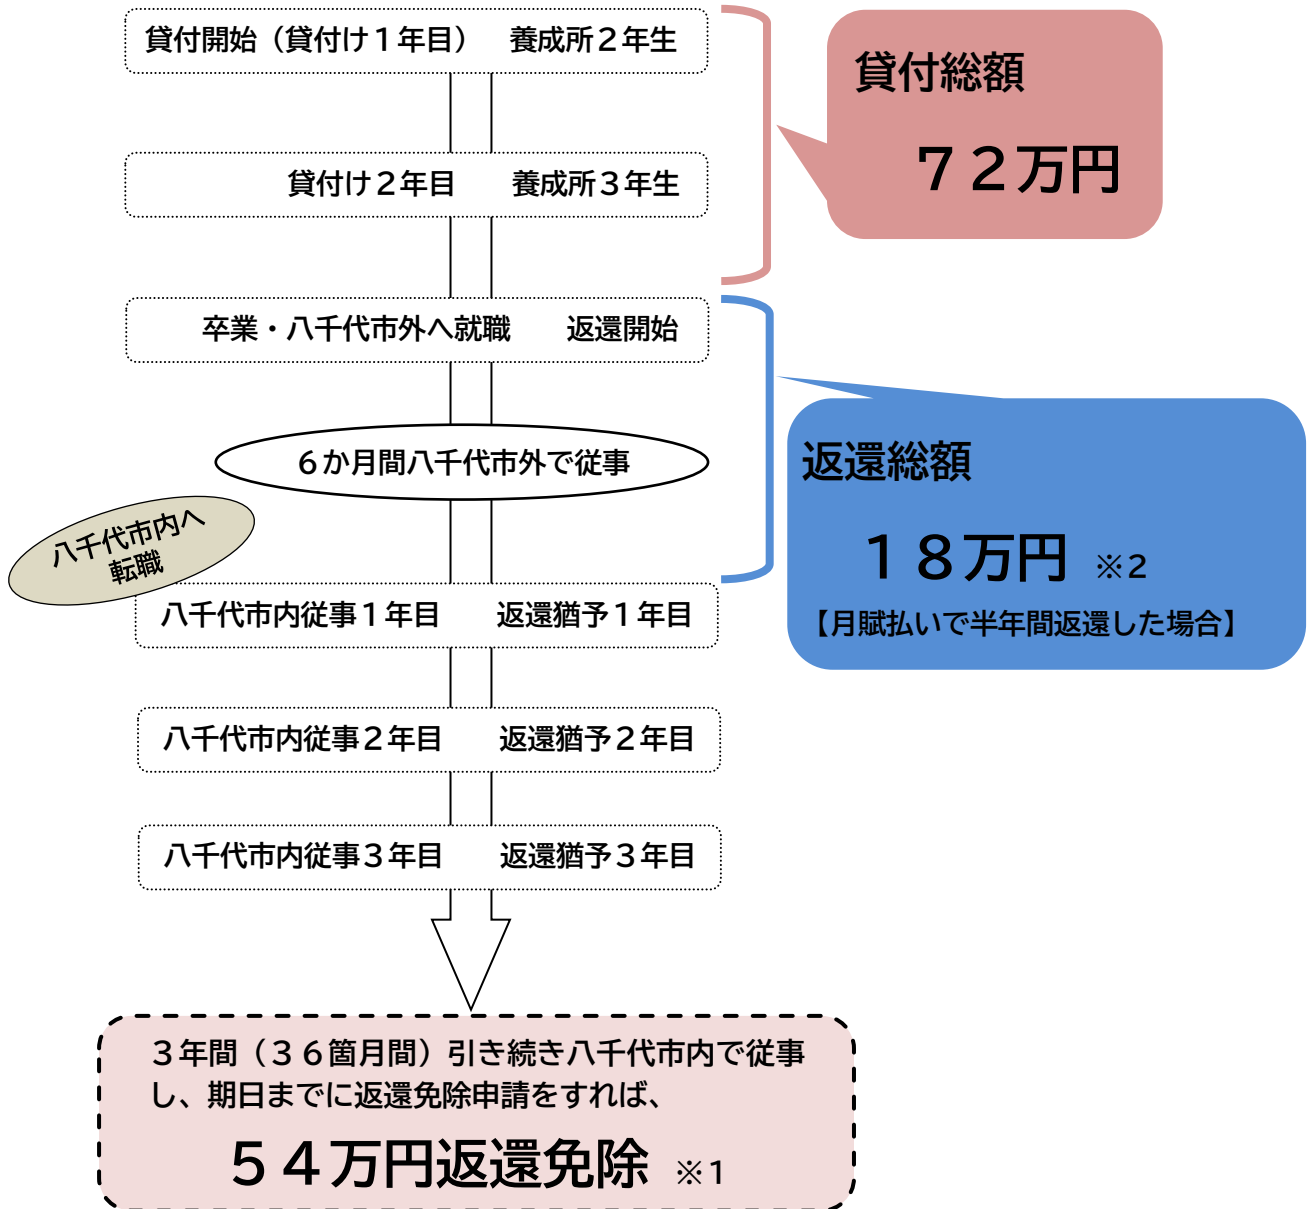 貸付開始（貸付け１年目）　養成所２年生
貸付総額
７２万円
貸付け２年目　　養成所３年生
卒業・八千代市外へ就職　　返還開始
６か月間八千代市外で従事
返還総額
１８万円 ※2
【月賦払いで半年間返還した場合】
八千代市内へ
転職
八千代市内従事１年目　　返還猶予１年目
八千代市内従事２年目　　返還猶予２年目
八千代市内従事３年目　　返還猶予３年目
３年間（３６箇月間）引き続き八千代市内で従事
し、期日までに返還免除申請をすれば、
５４万円返還免除 ※1